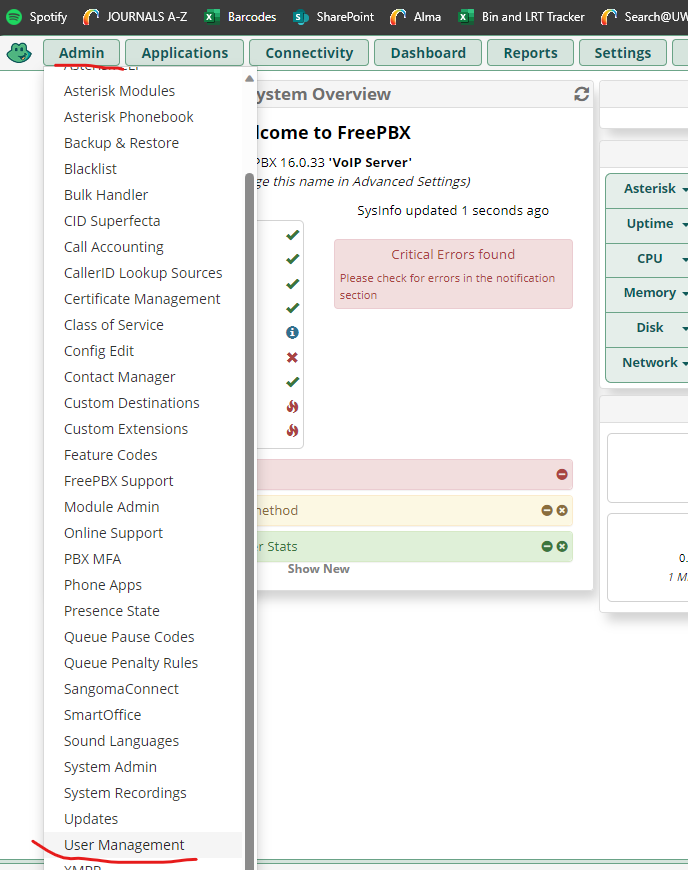 Spotify JOURNALS A-Z Barcodes SharePoint Alma Bin and LRT Tracker Search@UW
Admin Applications Connectivity Dashboard Reports Settings
Asterisk Modules
Asterisk Phonebook
Backup & Restore
Blacklist
Bulk Handler
CID Superfecta
Call Accounting
CallerID Lookup Sources
Certificate Management
Class of Service
Config Edit
Contact Manager
Custom Destinations
Custom Extensions
Feature Codes
FreePBX Support
Module Admin
Online Support
PBX MFA
Phone Apps
Presence State
Queue Pause Codes
Queue Penalty Rules
SangomaConnect
SmartOffice
Sound Languages
System Admin
System Recordings
Updates
User Management
XMPP
ystem Overview
lcome to FreePBX
PBX 16.0.33 'VoIP Server'
ge this name in Advanced Settings)
SysInfo updated 1 seconds ago
Critical Errors found
Please check for errors in the notification
section
method
er Stats
Show New
Asterisk
Uptime
CPU
Memory
Disk
Network
0.
1 M